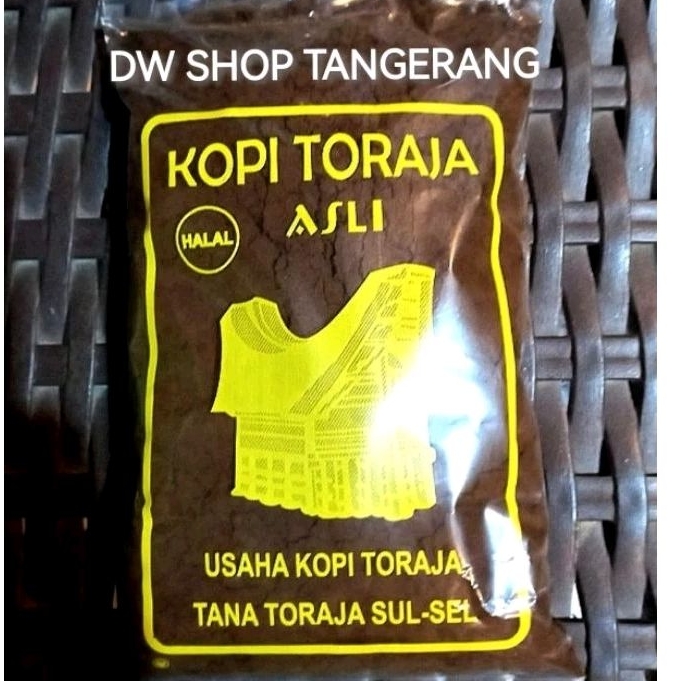 DW SHOP TANGERANG
KOPI TORAJA
ASLI
HALAL
USAHA KOPI TORAJA
TANA TORAJA SUL-SEL